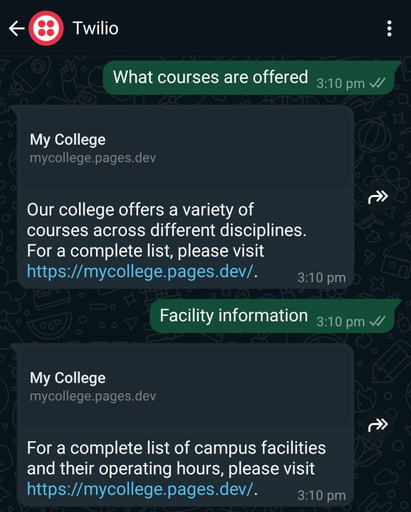 Twilio
What courses are offered 3:10 pm
My College
mycollege.pages.dev
Our college offers a variety of
courses across different disciplines.
For a complete list, please visit
https://mycollege.pages.dev/.
3:10 pm
Facility information 3:10 pm
My College
mycollege.pages.dev
For a complete list of campus facilities
and their operating hours, please visit
https://mycollege.pages.dev/.
3:10 pm